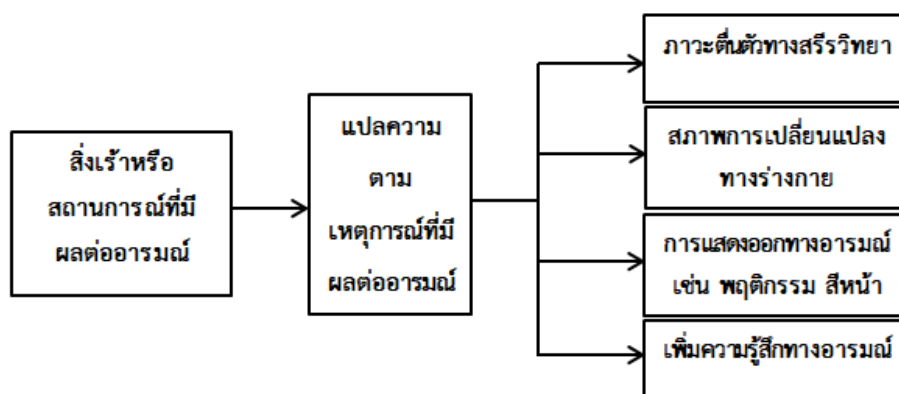 สิ่งเร้าหรือ
สถานการณ์ที่มี
ผลต่ออารมณ์
แปลความ
ตาม
เหตุการณ์ที่มี
ผลต่ออารมณ์
ภาวะตื่นตัวทางสรีรวิทยา
สภาพการเปลี่ยนแปลง
ทางร่างกาย
การแสดงออกทางอารมณ์
เช่น พฤติกรรม สีหน้า
เพิ่มความรู้สึกทางอารมณ์